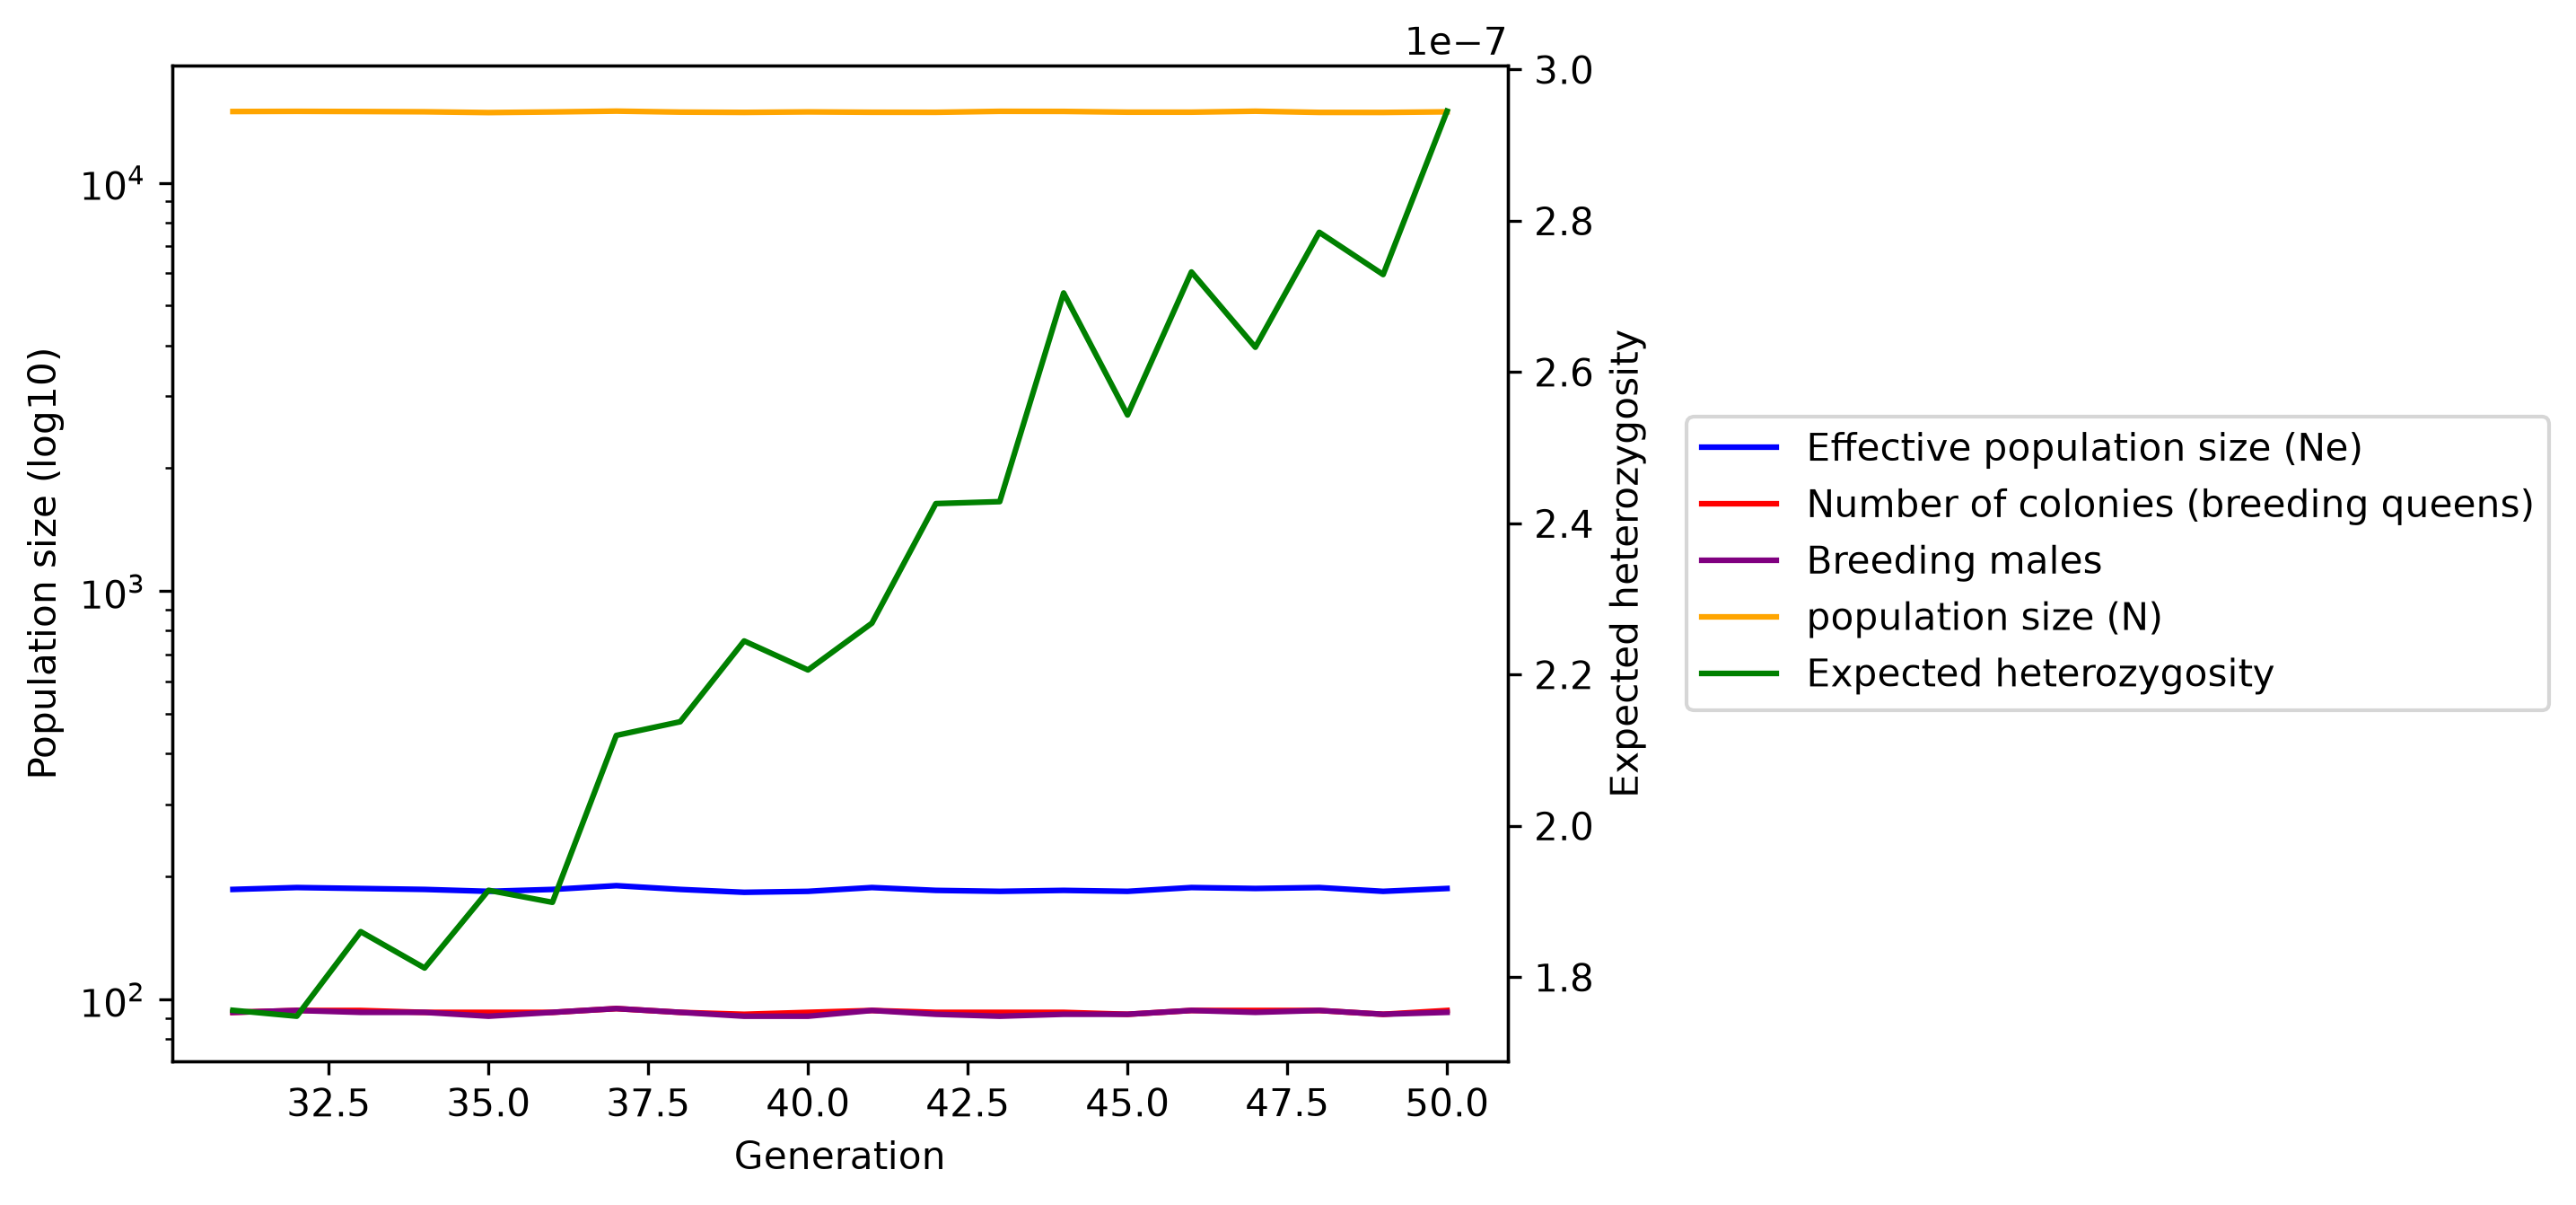 1e−7
Population size (log10)
10⁴
10³
10²
3.0
2.8
2.6
2.4
2.2
2.0
1.8
Expected heterozygosity
32.5 35.0 37.5 40.0 42.5 45.0 47.5 50.0
Generation
Effective population size (Ne)
Number of colonies (breeding queens)
Breeding males
population size (N)
Expected heterozygosity